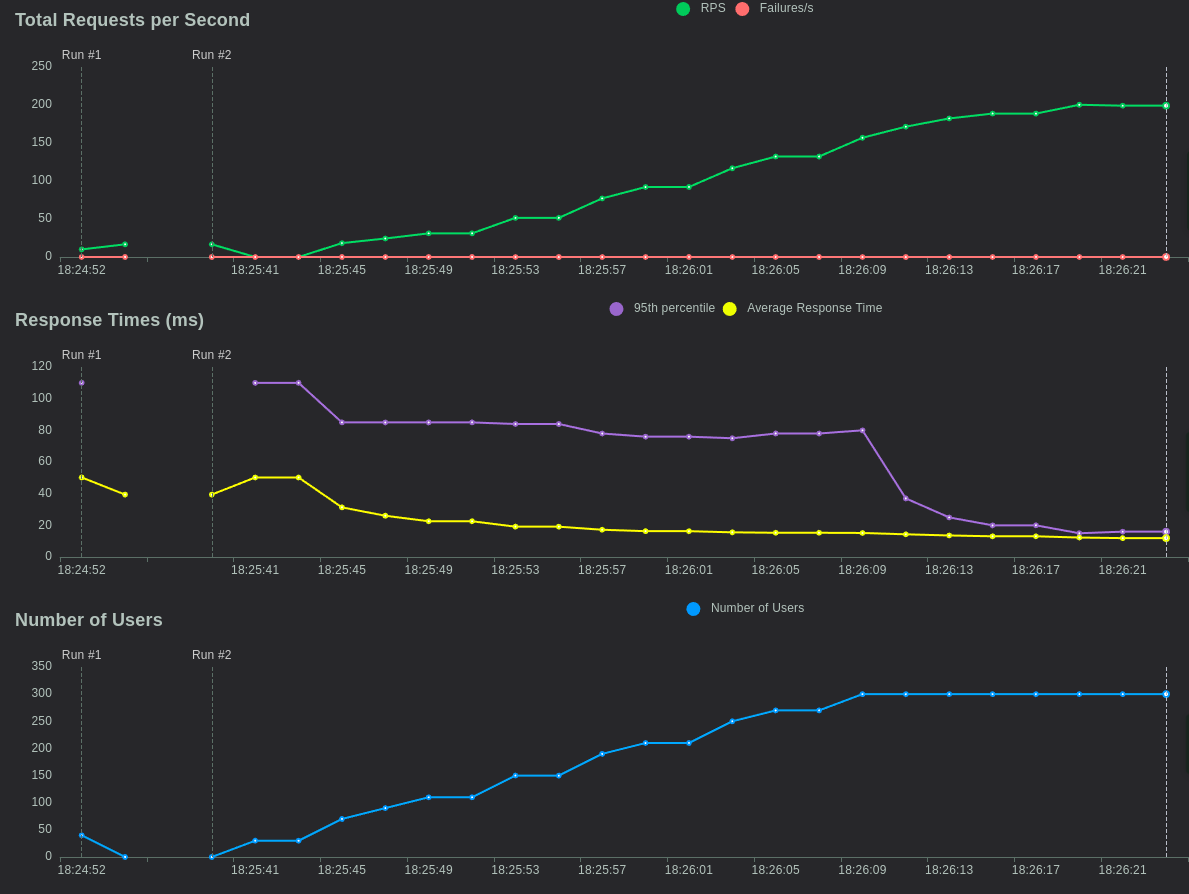 Total Requests per Second
RPS Failures/s
Run #1 Run #2
250
200
150
100
50
0
18:24:52 18:25:41 18:25:45 18:25:49 18:25:53 18:25:57 18:26:01 18:26:05 18:26:09 18:26:13 18:26:17 18:26:21
Response Times (ms)
95th percentile Average Response Time
Run #1 Run #2
120
100
80
60
40
20
0
18:24:52 18:25:41 18:25:45 18:25:49 18:25:53 18:25:57 18:26:01 18:26:05 18:26:09 18:26:13 18:26:17 18:26:21
Number of Users
Number of Users
Run #1 Run #2
350
300
250
200
150
100
50
0
18:24:52 18:25:41 18:25:45 18:25:49 18:25:53 18:25:57 18:26:01 18:26:05 18:26:09 18:26:13 18:26:17 18:26:21